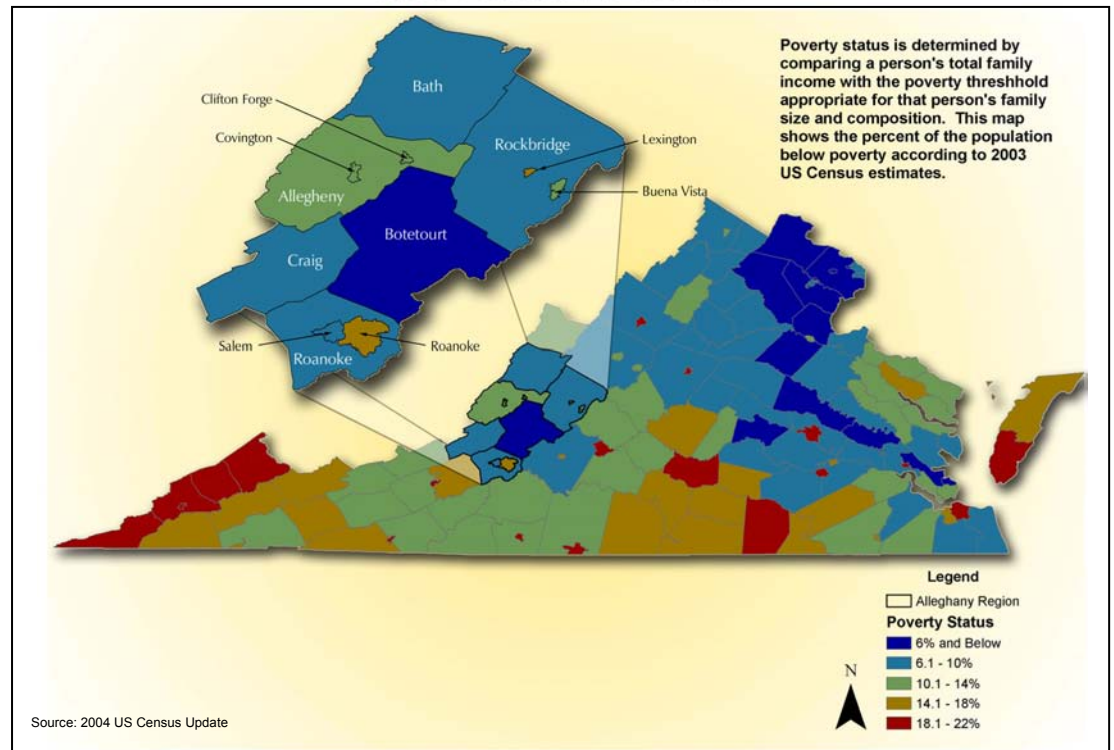 Poverty status is determined by
comparing a person's total family
income with the poverty threshhold
appropriate for that person's family
size and composition. This map
shows the percent of the population
below poverty according to 2003
US Census estimates.
Bath
Clifton Forge
Covington
Rockbridge
Lexington
Buena Vista
Allegheny
Botetourt
Craig
Salem
Roanoke
Roanoke
Legend
Alleghany Region
Poverty Status
6% and Below
6.1 - 10%
10.1 - 14%
14.1 - 18%
18.1 - 22%
N
Source: 2004 US Census Update